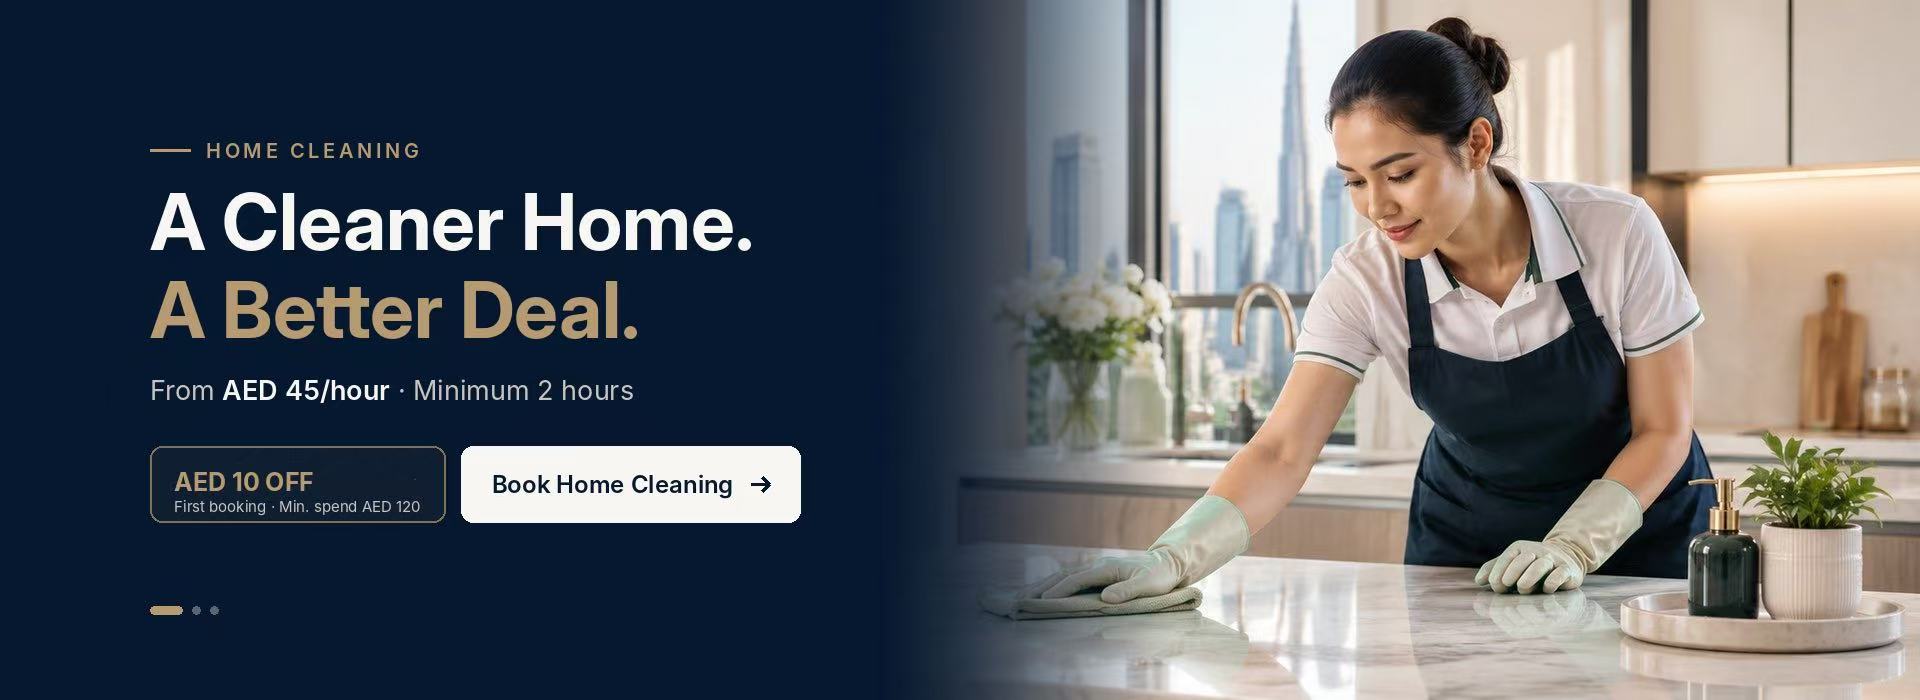 HOME CLEANING
A Cleaner Home.
A Better Deal.
From AED 45/hour · Minimum 2 hours
AED 10 OFF
First booking · Min. spend AED 120
Book Home Cleaning →